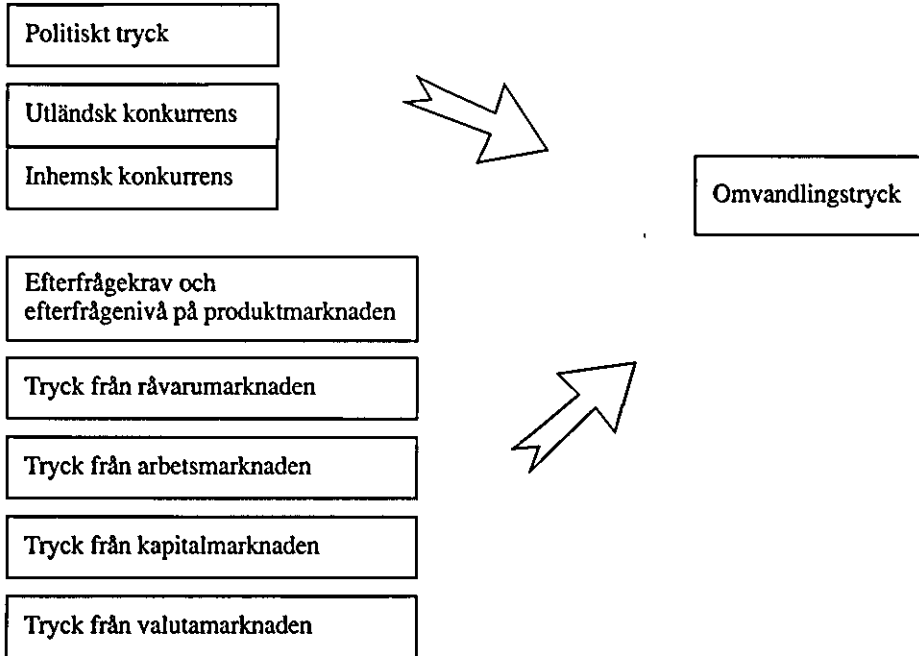 Politiskt tryck
Utländsk konkurrens
Inhemsk konkurrens
Omvandlingstryck
Efterfrågekrav och
efterfrågenivå på produktmarknaden
Tryck från råvarumarknaden
Tryck från arbetsmarknaden
Tryck från kapitalmarknaden
Tryck från valutamarknaden